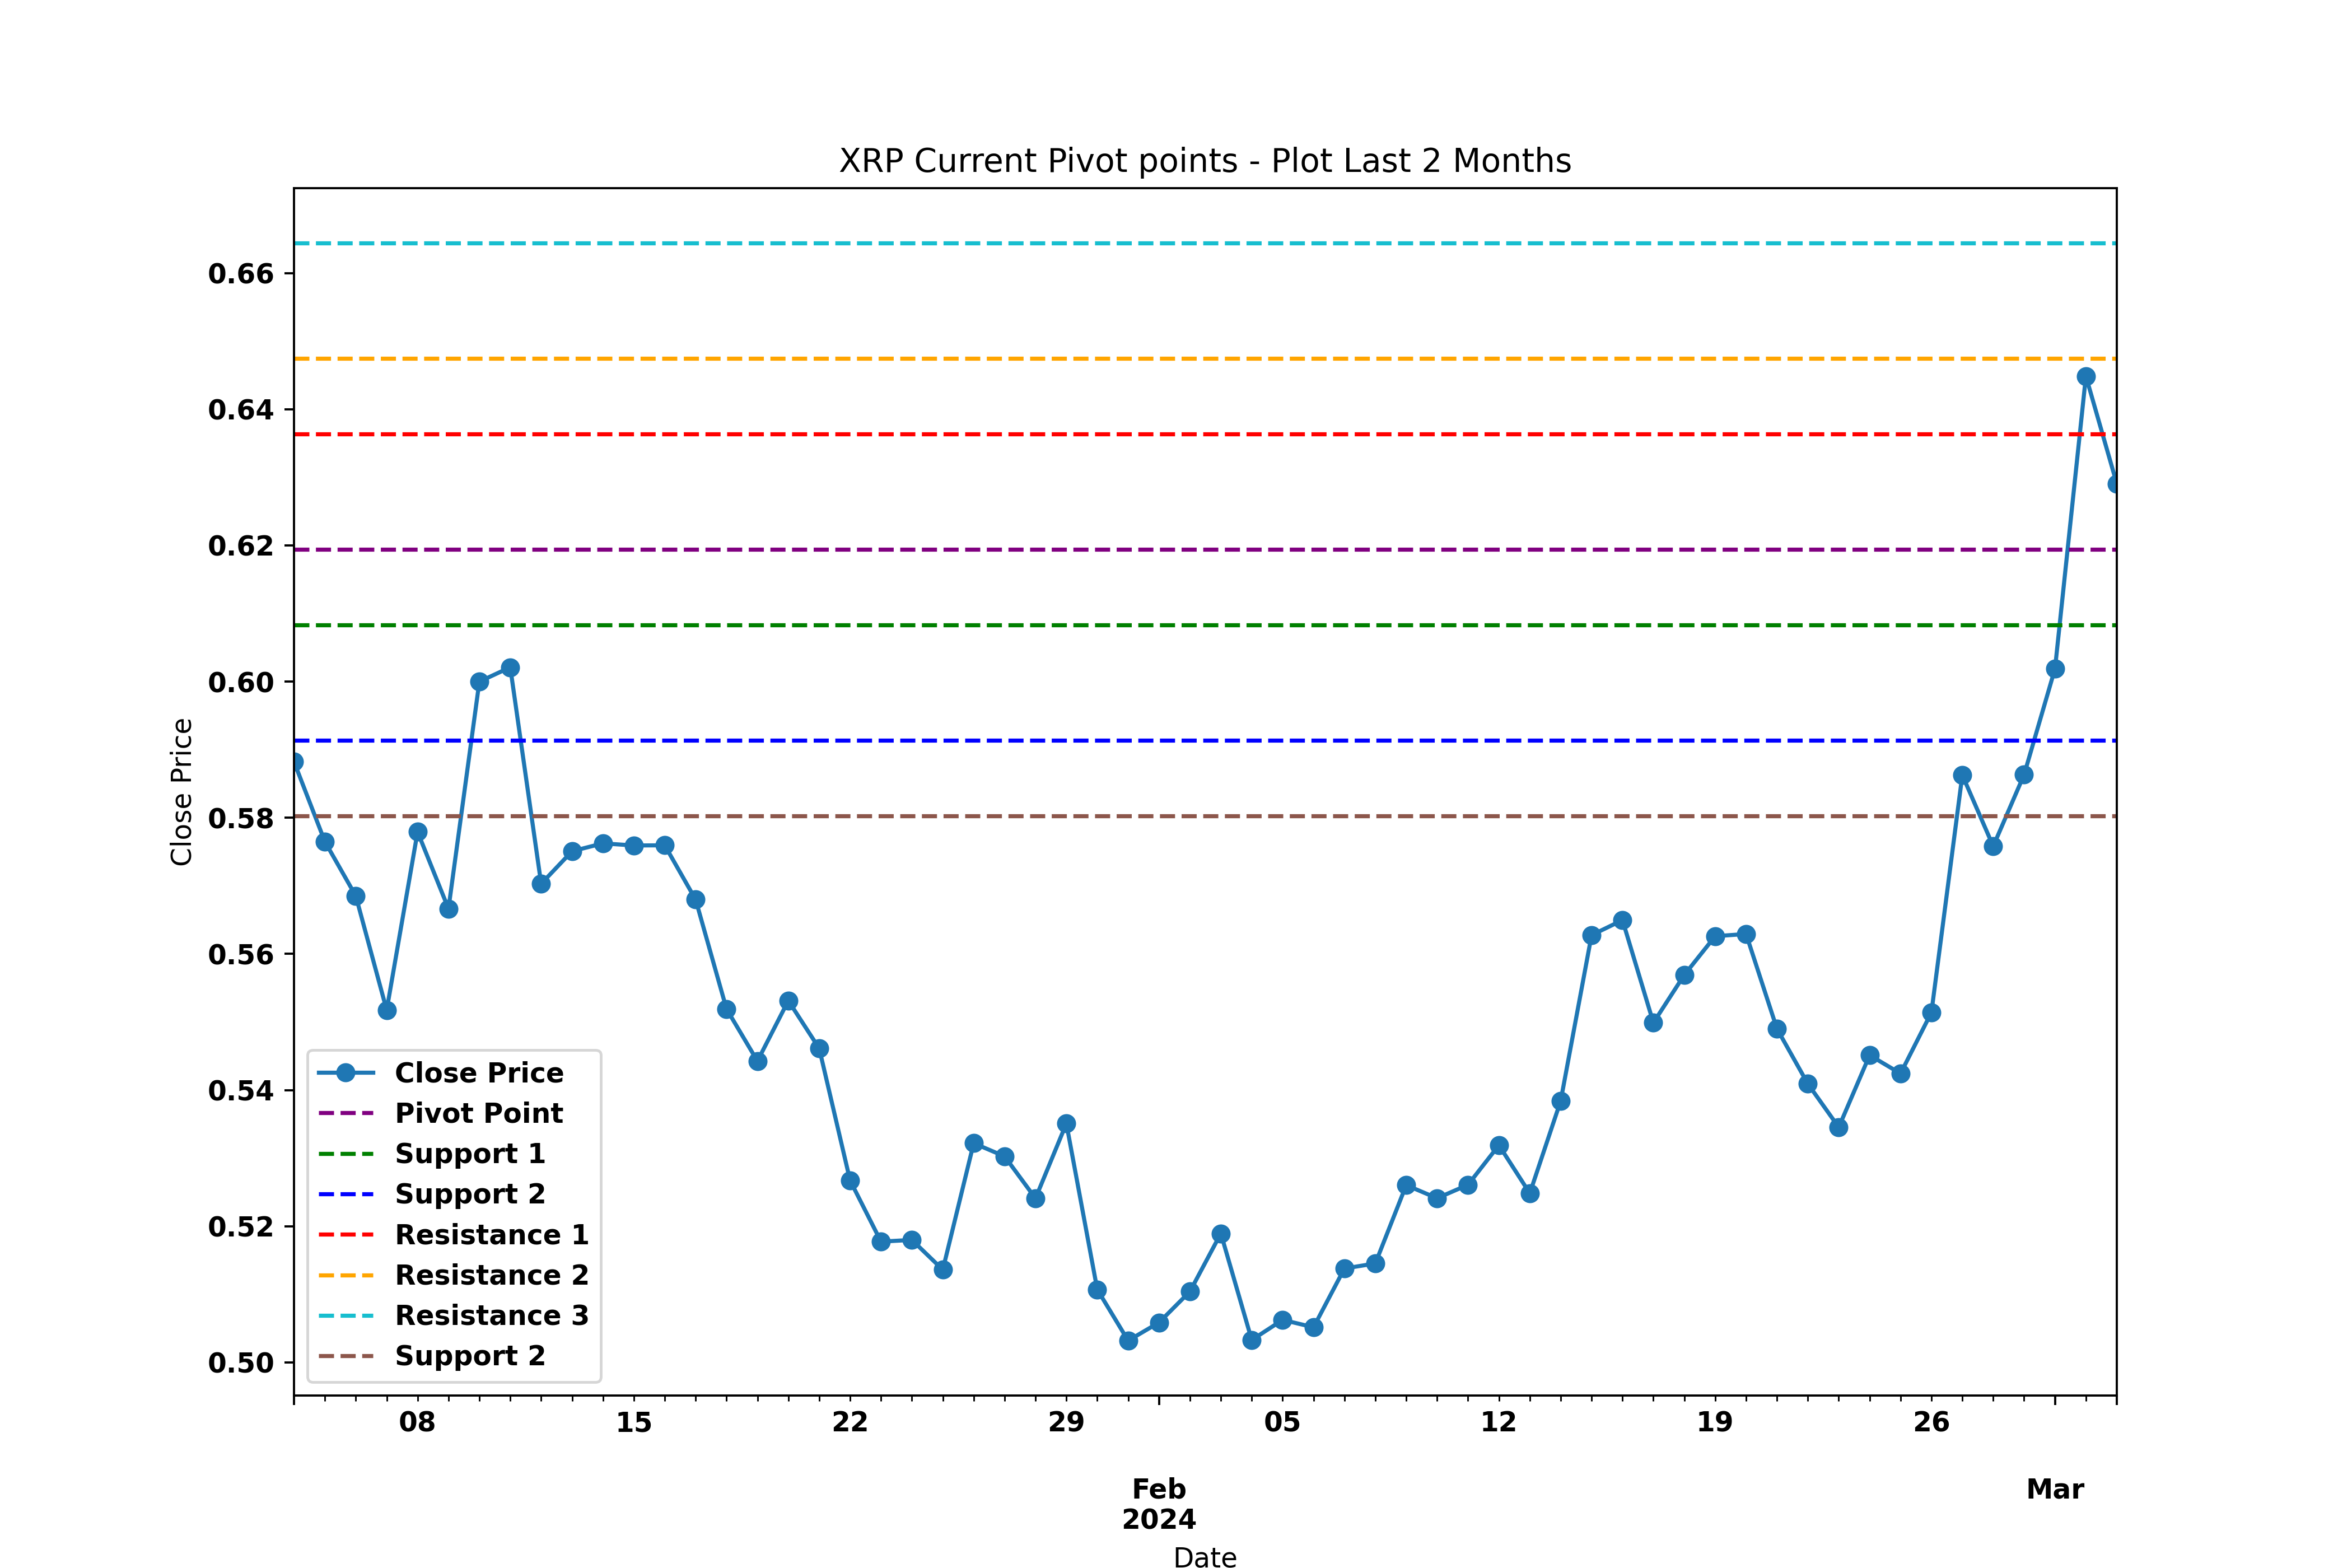 XRP Current Pivot points - Plot Last 2 Months
Close Price
0.66
0.64
0.62
0.60
0.58
0.56
0.54
0.52
0.50
Close Price
Pivot Point
Support 1
Support 2
Resistance 1
Resistance 2
Resistance 3
Support 2
08 15 22 29 05 12 19 26
Feb Mar
2024
Date